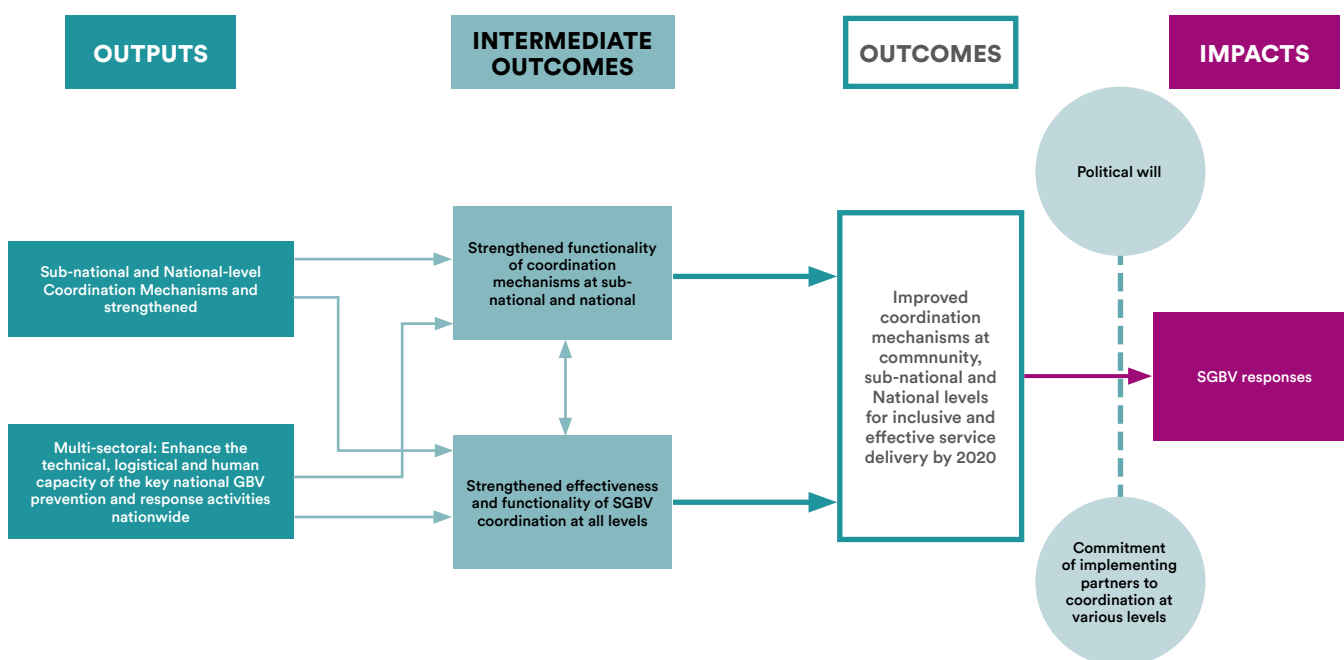 OUTPUTS
INTERMEDIATE
OUTCOMES
OUTCOMES
IMPACTS
Political will
Sub-national and National-level
Coordination Mechanisms and
strengthened
Strengthened functionality
of coordination
mechanisms at sub-
national and national
Improved
coordination
mechanisms at
commnunity,
sub-national and
National levels
for inclusive and
effective service
delivery by 2020
SGBV responses
Multi-sectoral: Enhance the
technical, logistical and human
capacity of the key national GBV
prevention and response activities
nationwide
Strengthened effectiveness
and functionality of SGBV
coordination at all levels
Commitment
of implementing
partners to
coordination at
various levels